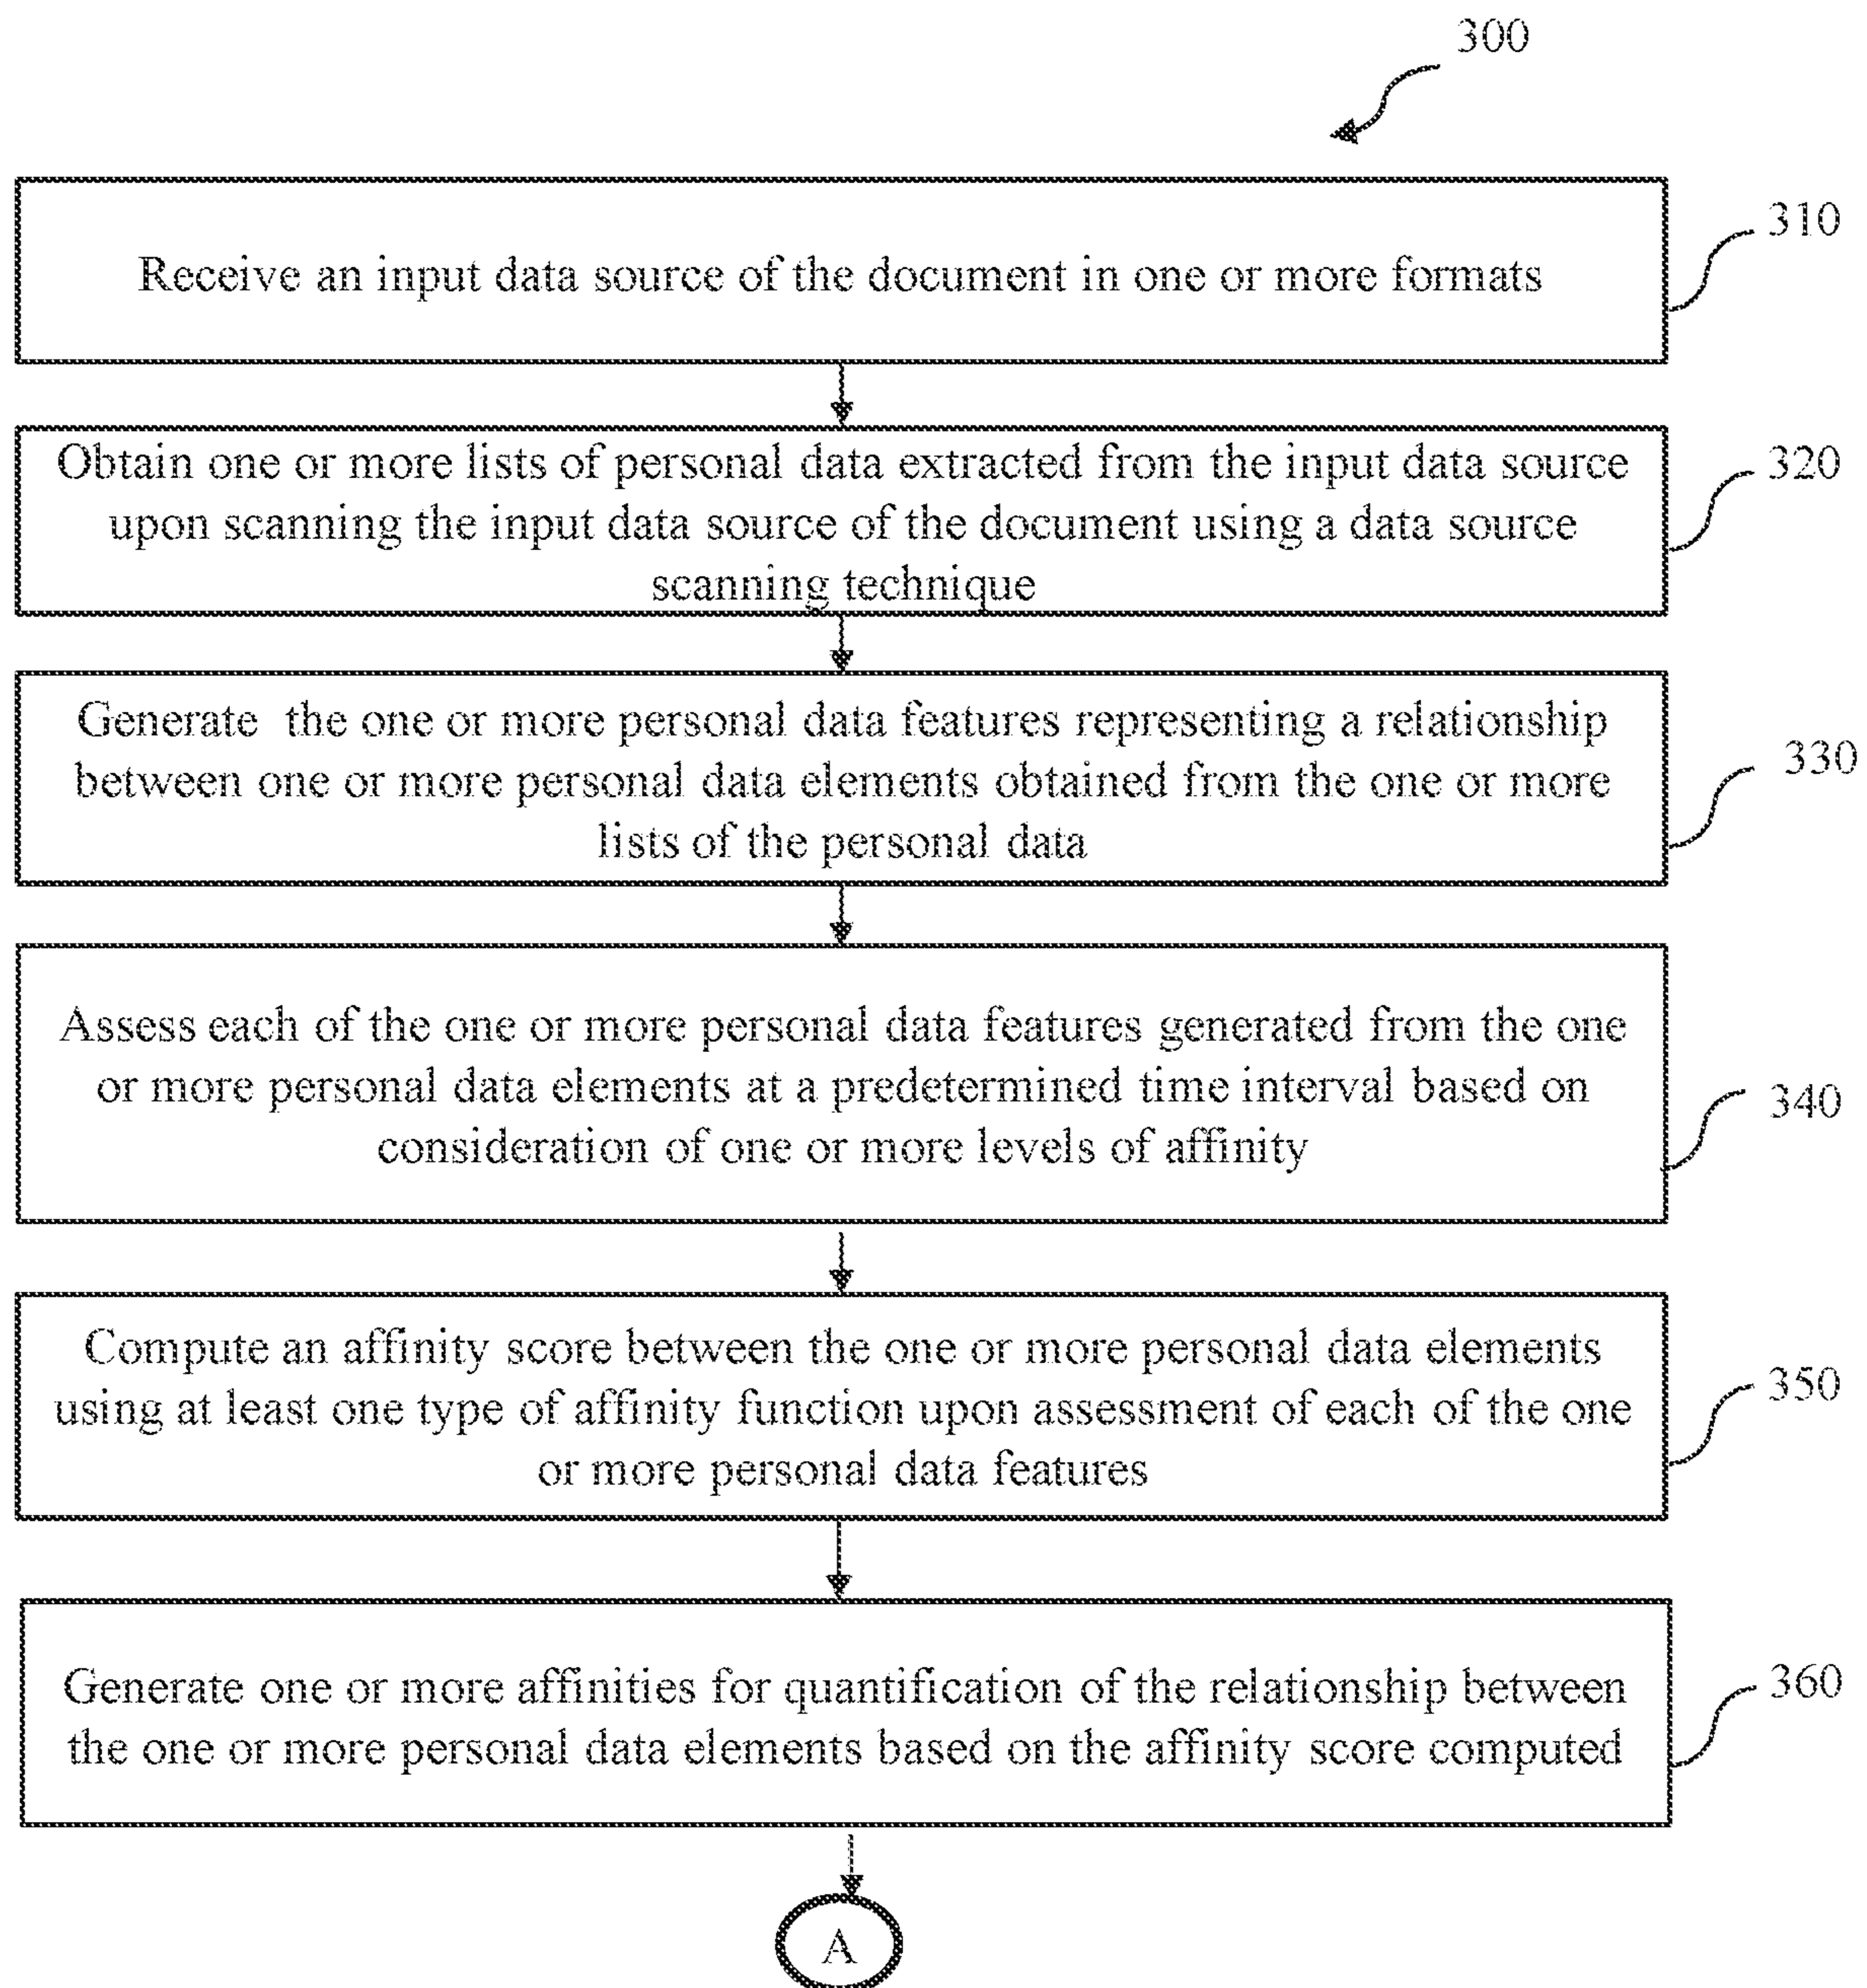 300
Receive an input data source of the document in one or more formats
310
Obtain one or more lists of personal data extracted from the input data source
upon scanning the input data source of the document using a data source
scanning technique
320
Generate the one or more personal data features representing a relationship
between one or more personal data elements obtained from the one or more
lists of the personal data
330
Assess each of the one or more personal data features generated from the one
or more personal data elements at a predetermined time interval based on
consideration of one or more levels of affinity
340
Compute an affinity score between the one or more personal data elements
using at least one type of affinity function upon assessment of each of the one
or more personal data features
350
Generate one or more affinities for quantification of the relationship between
the one or more personal data elements based on the affinity score computed
360
A